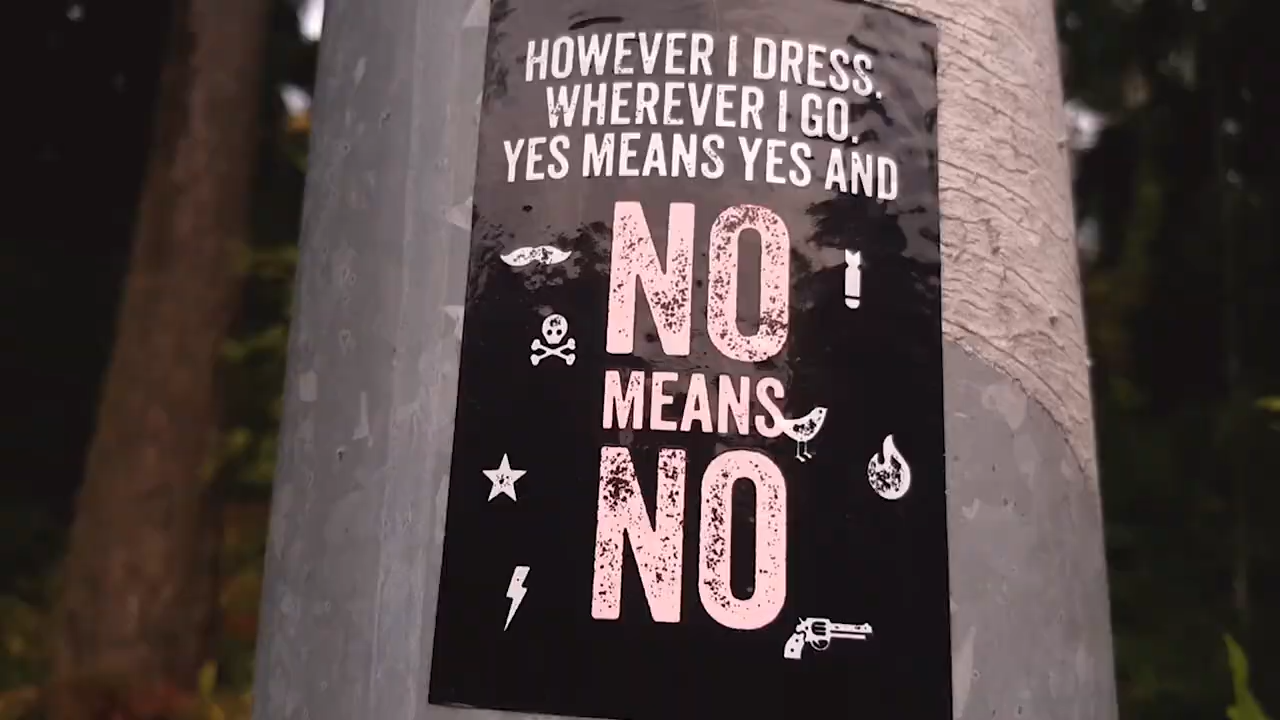 HOWEVER I DRESS.
WHEREVER I GO.
YES MEANS YES AND
NO
MEANS
NO